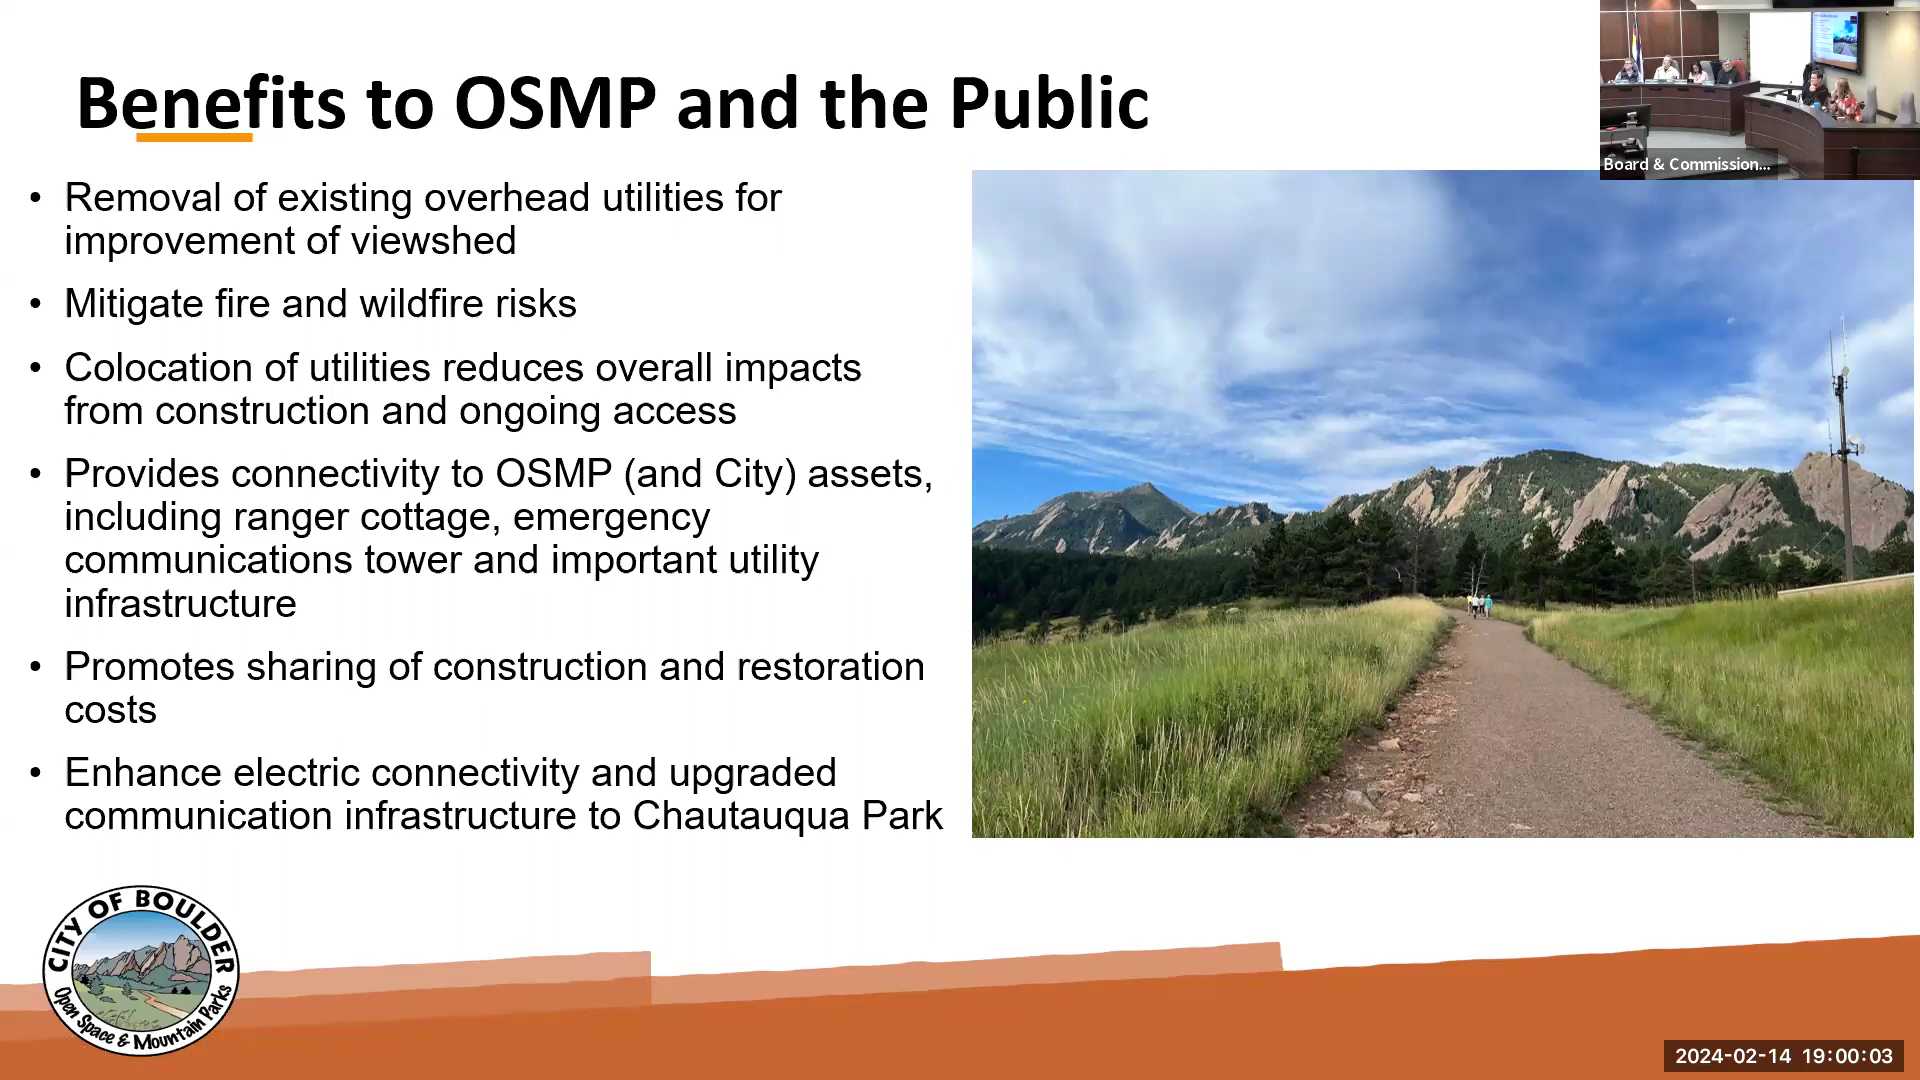 Benefits to OSMP and the Public
• Removal of existing overhead utilities for
improvement of viewshed
• Mitigate fire and wildfire risks
• Colocation of utilities reduces overall impacts
from construction and ongoing access
• Provides connectivity to OSMP (and City) assets,
including ranger cottage, emergency
communications tower and important utility
infrastructure
• Promotes sharing of construction and restoration
costs
• Enhance electric connectivity and upgraded
communication infrastructure to Chautauqua Park
Board & Commission...
CITY OF BOULDER
Open Space & Mountain Parks
2024-02-14 19:00:03